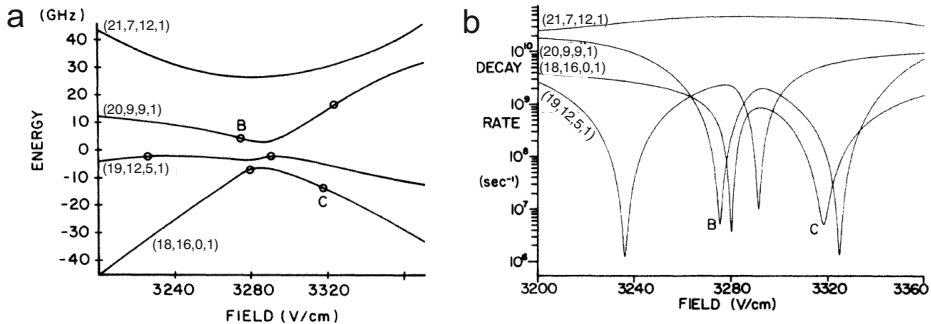 a
(GHz)
(21,7,12,1)
40
30
20
(20,9,9,1)
B
10
ENERGY
0
(19,12,5,1)
-10
C
-20
-30
(18,16,0,1)
-40
3240
3280
3320
FIELD (V/cm)
b
(21,7,12,1)
10¹⁰
(20,9,9,1)
DECAY
(18,16,0,1)
10⁹
(19,12,5,1)
RATE
10⁸
(sec⁻¹)
10⁷
B
C
10⁶
3200
3240
3280
3320
3360
FIELD (V/cm)